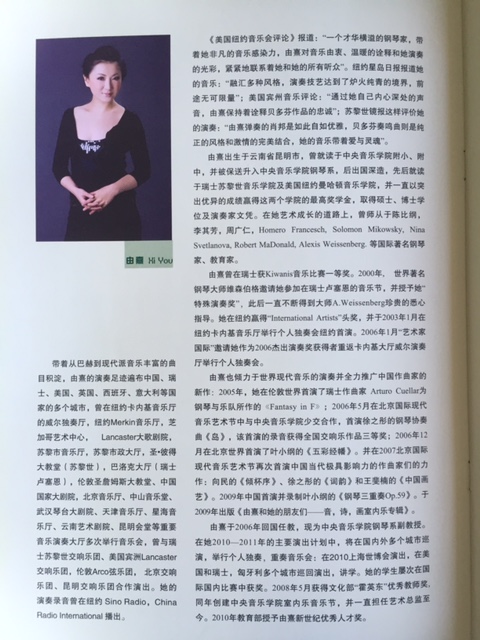 由熹 Xi You
带着从巴赫到现代派音乐丰富的曲
目积淀，由熹的演奏足迹遍布中国、瑞
士、美国、英国、西班牙、意大利等国
家的多个城市，曾在纽约卡内基音乐厅
的威尔独奏厅，纽约Merkin音乐厅，芝
加哥艺术中心， Lancaster大歌剧院，
苏黎市音乐厅，苏黎市政大厅，圣•彼得
大教堂（苏黎世），巴洛克大厅（瑞士
卢塞恩），伦敦圣詹姆斯大教堂、中国
国家大剧院，北京音乐厅、中山音乐堂、
武汉琴台大剧院、天津音乐厅、星海音
乐厅、云南艺术剧院、昆明会堂等重要
音乐演奏大厅多次举行音乐会，曾与瑞
士苏黎世交响乐团、美国宾洲Lancaster
交响乐团，伦敦Arco弦乐团， 北京交响
乐团、昆明交响乐团合作演出。她的
演奏录音曾在纽约 Sino Radio，China
Radio International 播出。
《美国纽约音乐会评论》报道：“一个才华横溢的钢琴家，带
着她非凡的音乐感染力，由熹对音乐由衷、温暖的诠释和她演奏
的光彩，紧紧地联系着她和她的所有听众”。纽约星岛日报报道她
的音乐：“融汇多种风格，演奏技艺达到了炉火纯青的境界，前
途无可限量”；美国宾州音乐评论：“通过她自己内心深处的声
音，由熹保持着诠释贝多芬作品的忠诚”；苏黎世镜报这样评价她
的演奏：“由熹弹奏的肖邦是如此自如优雅，贝多芬奏鸣曲则是纯
正的风格和激情的完美结合，她的音乐带着爱与灵魂”。
由熹出生于云南省昆明市，曾就读于中央音乐学院附小、附
中，并被保送升入中央音乐学院钢琴系，后出国深造，先后就读
于瑞士苏黎世音乐学院及美国纽约曼哈顿音乐学院，并一直以突
出优异的成绩赢得这两个学院的最高奖学金，取得硕士、博士学
位及演奏家文凭。在她艺术成长的道路上，曾师从于陈比纲，
李其芳，周广仁，Homero Francesch, Solomon Mikowsky, Nina
Svetlanova, Robert MaDonald, Alexis Weissenberg. 等国际著名钢琴
家、教育家。
由熹曾在瑞士获Kiwanis音乐比赛一等奖。2000年， 世界著名
钢琴大师维森伯格邀请她参加在瑞士卢塞恩的音乐节，并授予她“
特殊演奏奖”，此后一直不断得到大师A.Weissenberg珍贵的悉心
指导。她在纽约赢得“International Artists”头奖，并于2003年1月在
纽约卡内基音乐厅举行个人独奏会纽约首演。2006年1月“艺术家
国际”邀请她作为2006杰出演奏奖获得者重返卡内基大厅威尔演奏
厅举行个人独奏会。
由熹也倾力于世界现代音乐的演奏并全力推广中国作曲家的
新作：2005年，她在伦敦世界首演了瑞士作曲家 Arturo Cuellar为
钢琴与乐队所作的《Fantasy in F》；2006年5月在北京国际现代
音乐艺术节中与中央音乐学院少交合作，首演徐之彤的钢琴协奏
曲《鸟》，该首演的录音获得全国交响乐作品三等奖；2006年12
月在北京世界首演了叶小纲的《五彩经幡》。并在2007北京国际
现代音乐艺术节再次首演中国当代极具影响力的作曲家们的力
作：向民的《倾杯序》、徐之彤的《词韵》和王斐楠的《中国画
艺》。2009年中国首演并录制叶小纲的《钢琴三重奏Op.59》。于
2009年出版《由熹和她的朋友们——音，诗，画室内乐专辑》。
由熹于2006年回国任教，现为中央音乐学院钢琴系副教授。
在她2010—2011年的主要演出计划中，将在国内外多个城市巡
演，举行个人独奏、重奏音乐会；在2010上海世博会演出，在美
国和瑞士，匈牙利多个城市巡回演出，讲学。她的学生屡次在国
际国内比赛中获奖。2008年5月获得文化部“霍英东”优秀教师奖.
同年创建中央音乐学院室内乐音乐节，并一直担任艺术总监至
今。2010年教育部授予由熹新世纪优秀人才奖。